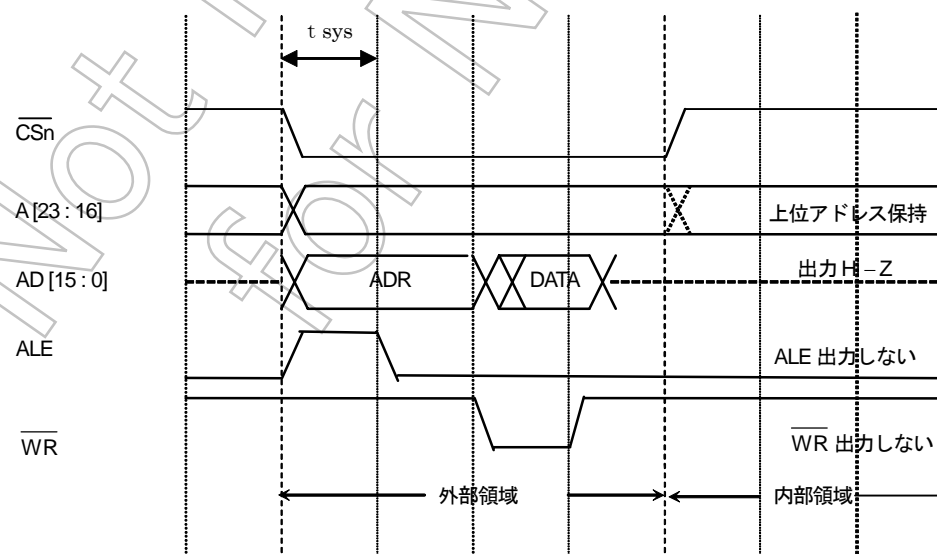 t sys
CSn
A [23 : 16]
上位アドレス保持
AD [15 : 0]
ADR
DATA
出力 H – Z
ALE
ALE 出力しない
WR
WR 出力しない
外部領域
内部領域
Not
for